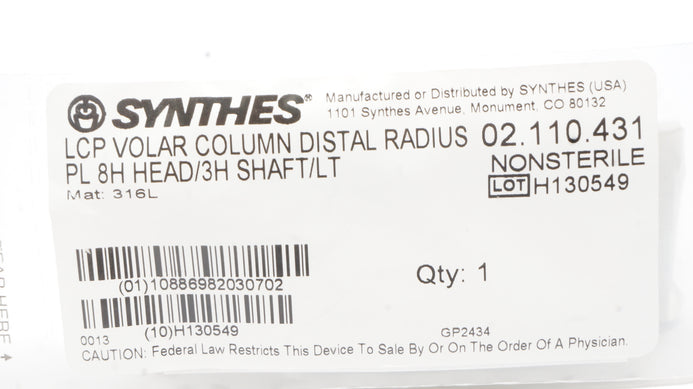 SYNTHES®
Manufactured or Distributed by SYNTHES (USA)
1101 Synthes Avenue, Monument, CO 80132
LCP VOLAR COLUMN DISTAL RADIUS 02.110.431
PL 8H HEAD/3H SHAFT/LT
NONSTERILE
Mat: 316L
LOT H130549
Qty: 1
(01)10886982030702
(10)H130549
0013
GP2434
CAUTION: Federal Law Restricts This Device To Sale By or On The Order Of A Physician.
HERE